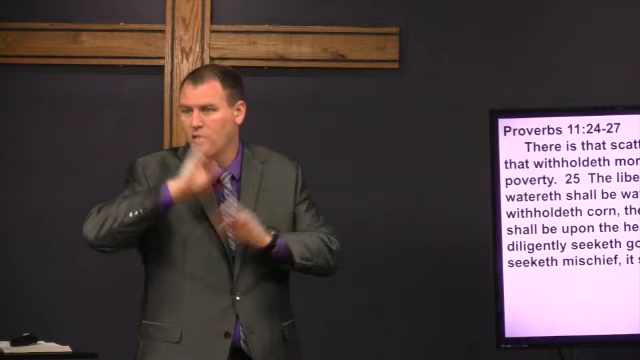 Proverbs 11:24-27
There is that scatt
that withholdeth mor
poverty. 25 The libe
watereth shall be wa
withholdeth corn, the
shall be upon the he
diligently seeketh go
seeketh mischief, it s